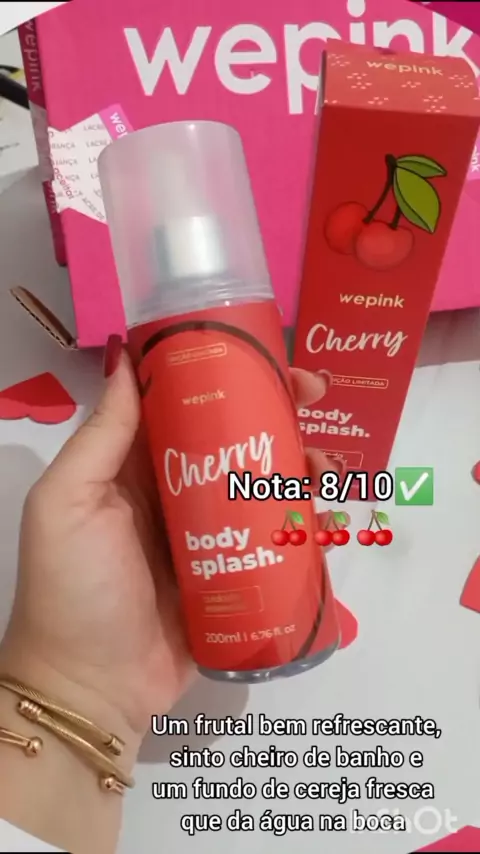 wepink
wepink
wepink
wepink
Cherry
EDIÇÃO LIMITADA
body
splash.
wepink
Cherry
body
splash.
200ml | 6.76 fl. oz
Nota: 8/10✅
🍒🍒🍒
Um frutal bem refrescante,
sinto cheiro de banho e
um fundo de cereja fresca
que da água na boca